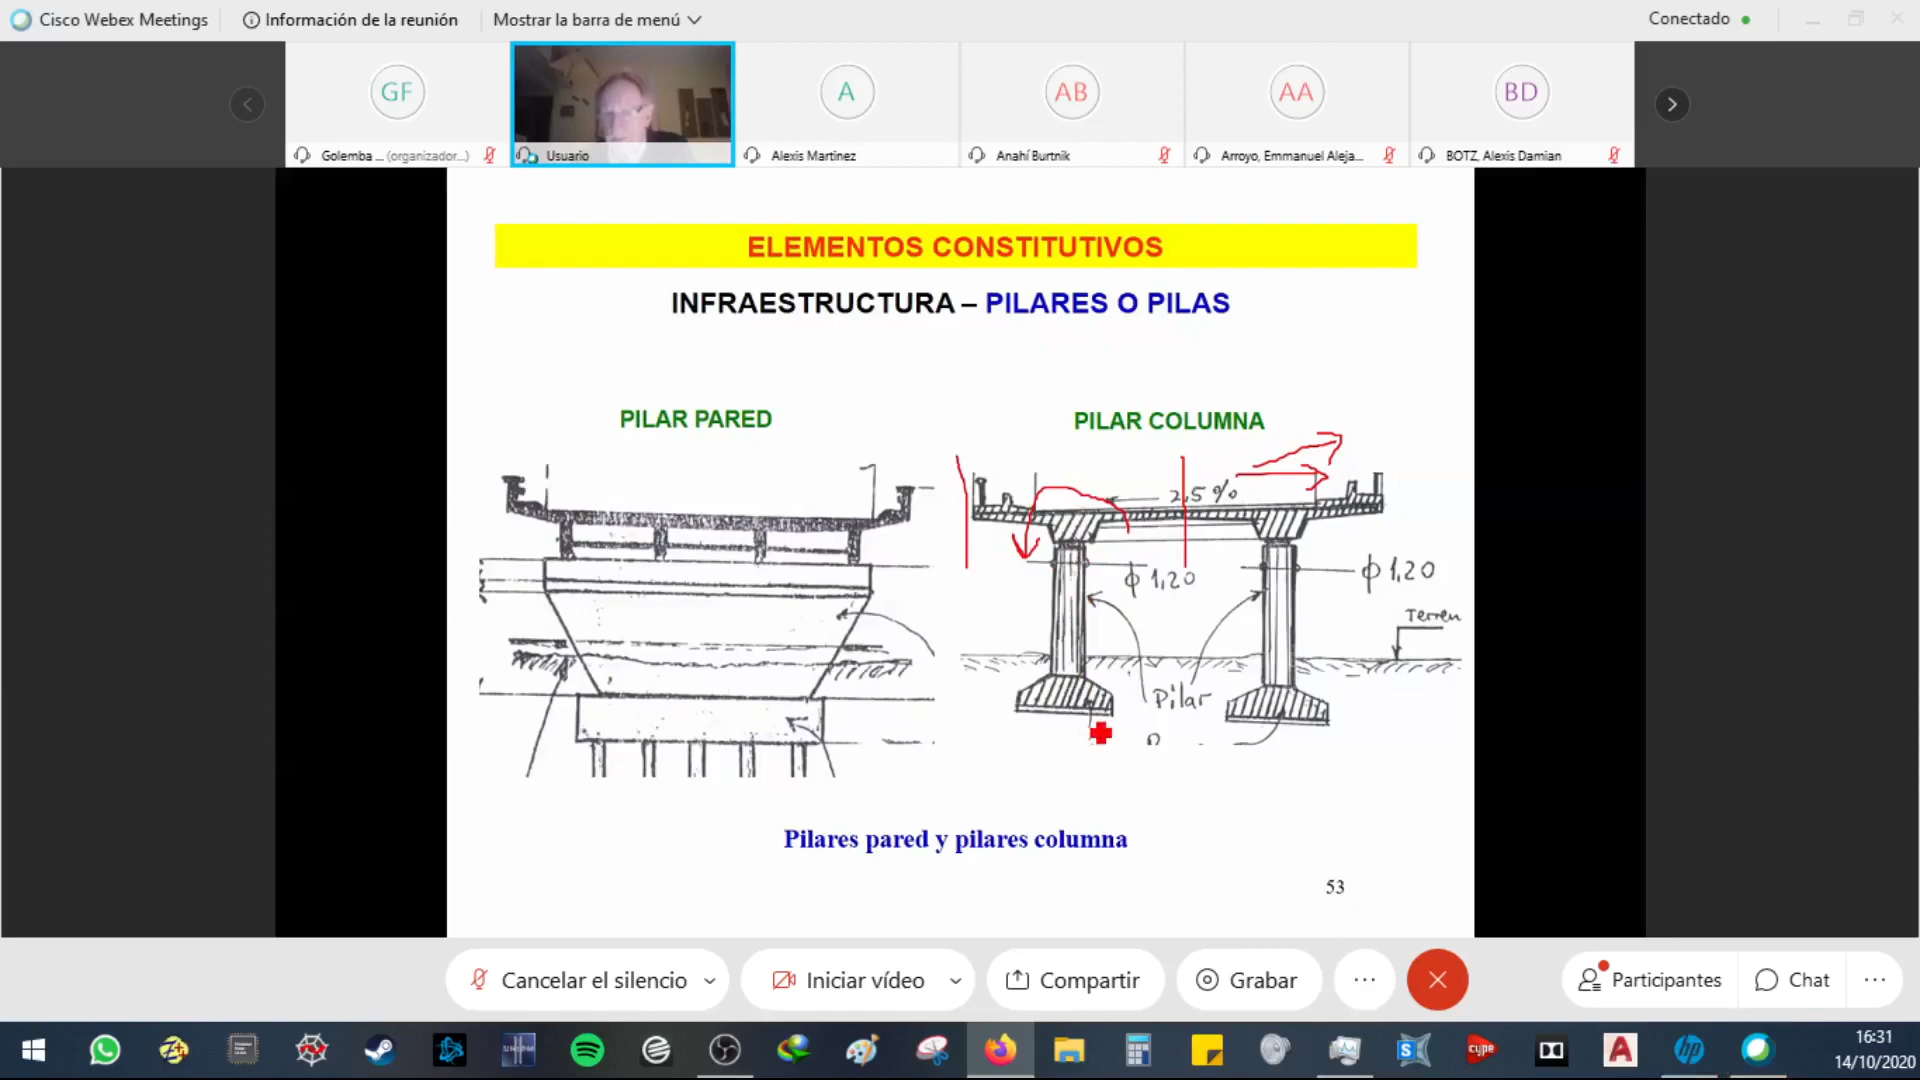 Cisco Webex Meetings
Información de la reunión
Mostrar la barra de menú
Conectado
GF
A
AB
AA
BD
Golemba ... (organizador...)
Usuario
Alexis Martinez
Anahí Burtnik
Arroyo, Emmanuel Aleja...
BOTZ, Alexis Damian
ELEMENTOS CONSTITUTIVOS
INFRAESTRUCTURA – PILARES O PILAS
PILAR PARED
PILAR COLUMNA
2,5 %
ϕ 1,20
ϕ 1,20
Terren
Pilar
Pilares pared y pilares columna
53
Cancelar el silencio
Iniciar vídeo
Compartir
Grabar
Participantes
Chat
cype
hp
16:31
14/10/2020